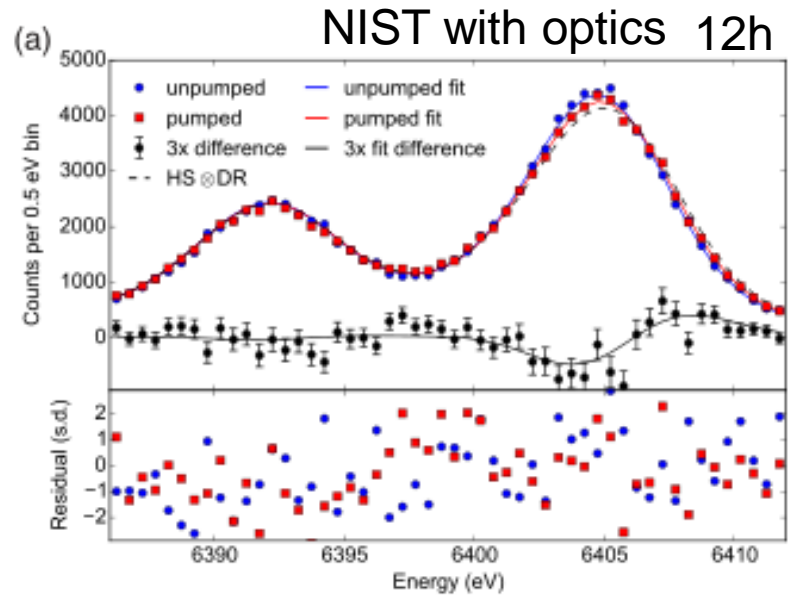 NIST with optics 12h
(a)
5000
4000
3000
2000
1000
0
Counts per 0.5 eV bin
unpumped
unpumped fit
pumped
pumped fit
3x difference
3x fit difference
HS ⊗DR
2
1
0
−1
−2
Residual (s.d.)
6390 6395 6400 6405 6410
Energy (eV)